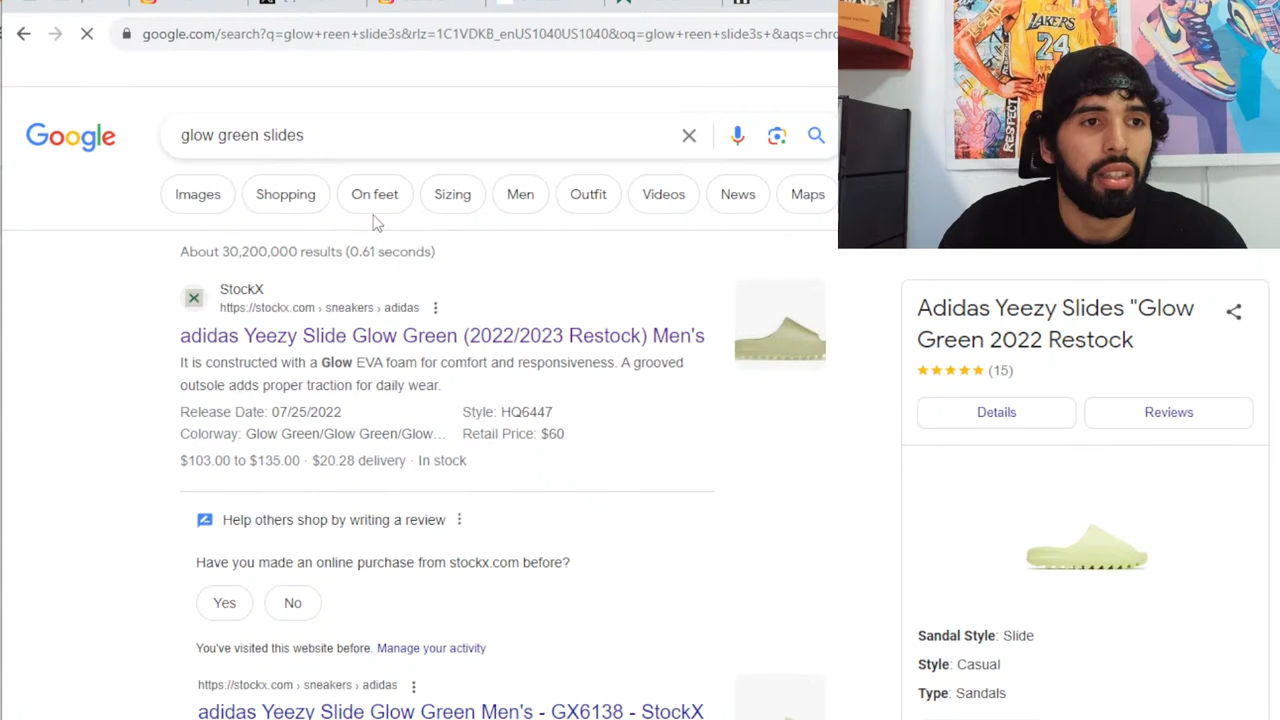 google.com/search?q=glow+reen+slide3s&rlz=1C1VDKB_enUS1040US1040&oq=glow+reen+slide3s+&aqs=chro
Google
glow green slides
Images
Shopping
On feet
Sizing
Men
Outfit
Videos
News
Maps
About 30,200,000 results (0.61 seconds)
StockX
https://stockx.com › sneakers › adidas
adidas Yeezy Slide Glow Green (2022/2023 Restock) Men's
It is constructed with a Glow EVA foam for comfort and responsiveness. A grooved
outsole adds proper traction for daily wear.
Release Date: 07/25/2022
Style: HQ6447
Colorway: Glow Green/Glow Green/Glow...
Retail Price: $60
$103.00 to $135.00 · $20.28 delivery · In stock
Help others shop by writing a review
Have you made an online purchase from stockx.com before?
Yes
No
You've visited this website before. Manage your activity
https://stockx.com › sneakers › adidas
adidas Yeezy Slide Glow Green Men's - GX6138 - StockX
LAKERS
24
RESPECT
Adidas Yeezy Slides "Glow
Green 2022 Restock
(15)
Details
Reviews
Sandal Style: Slide
Style: Casual
Type: Sandals